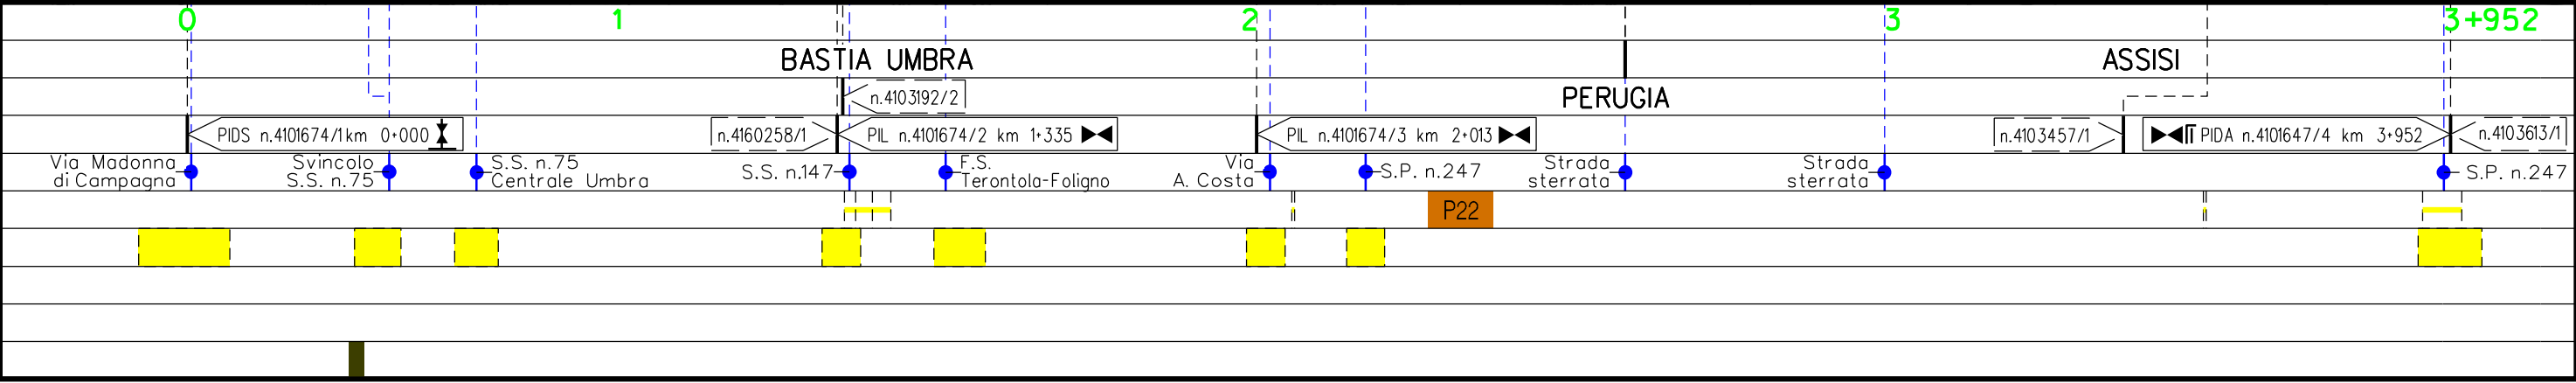 0 1 2 3 3+952
BASTIA UMBRA ASSISI
n.4103192/2 PERUGIA
PIDS n.4101674/1km 0+000 n.4160258/1 PIL n.4101674/2 km 1+335 PIL n.4101674/3 km 2+013 n.4103457/1 PIDA n.4101647/4 km 3+952 n.4103613/1
Via Madonna
di Campagna
Svincolo
S.S. n.75
S.S. n.75
Centrale Umbra
S.S. n.147
F.S.
Terontola-Foligno
Via
A. Costa
S.P. n.247
Strada
sterrata
Strada
sterrata
S.P. n.247
P22